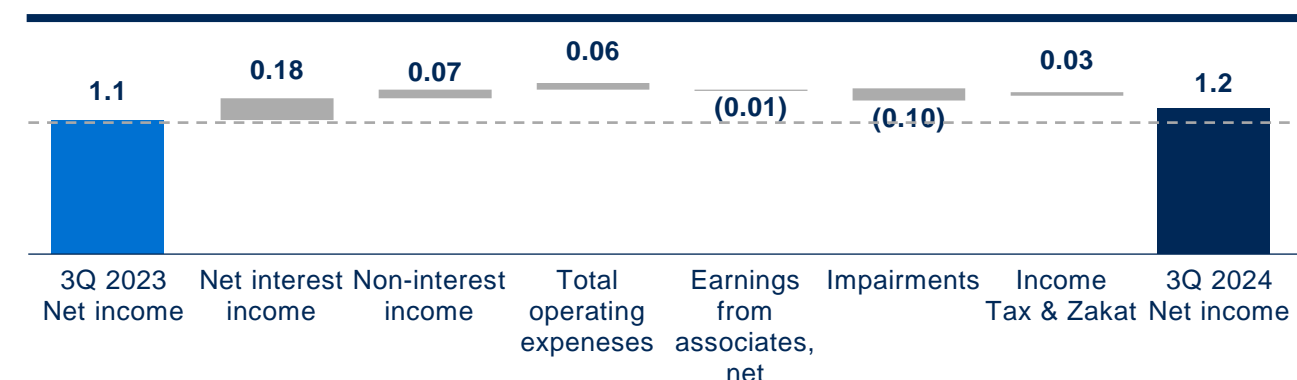 1.1
0.18
0.07
0.06
(0.01)
(0.10)
0.03
1.2
3Q 2023
Net income
Net interest
income
Non-interest
income
Total
operating
expeneses
Earnings
from
associates,
net
Impairments
Income
Tax & Zakat
3Q 2024
Net income